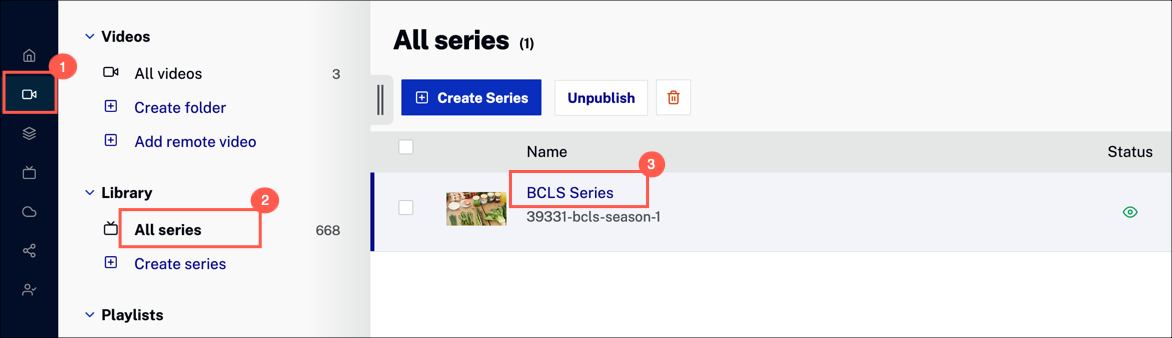 1
Videos
All videos 3
Create folder
Add remote video
Library
2
All series 668
Create series
Playlists
All series (1)
Create Series Unpublish
Name Status
3
BCLS Series
39331-bcls-season-1